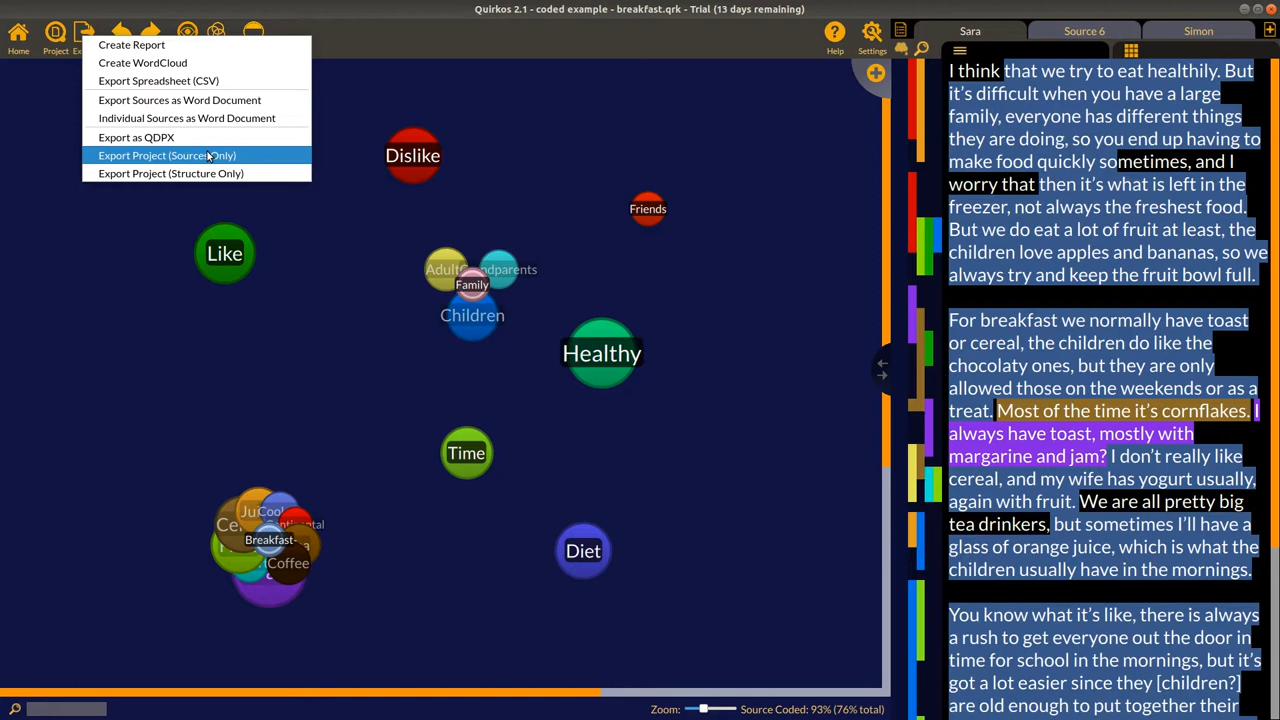 Quirkos 2.1 - coded example - breakfast.qrk - Trial (13 days remaining)
Home
Project
Help
Settings
Create Report
Create WordCloud
Export Spreadsheet (CSV)
Export Sources as Word Document
Individual Sources as Word Document
Export as QDPX
Export Project (Sources Only)
Export Project (Structure Only)
Dislike
Friends
Like
Family
Children
Healthy
Time
Breakfast-
Coffee
Diet
Zoom:
Source Coded: 93% (76% total)
Sara
Source 6
Simon
I think that we try to eat healthily. But
it's difficult when you have a large
family, everyone has different things
they are doing, so you end up having to
make food quickly sometimes, and I
worry that then it's what is left in the
freezer, not always the freshest food.
But we do eat a lot of fruit at least, the
children love apples and bananas, so we
always try and keep the fruit bowl full.
For breakfast we normally have toast
or cereal, the children do like the
chocolaty ones, but they are only
allowed those on the weekends or as a
treat. Most of the time it's cornflakes. I
always have toast, mostly with
margarine and jam? I don't really like
cereal, and my wife has yogurt usually,
again with fruit. We are all pretty big
tea drinkers, but sometimes I'll have a
glass of orange juice, which is what the
children usually have in the mornings.
You know what it's like, there is always
a rush to get everyone out the door in
time for school in the mornings, but it's
got a lot easier since they [children?]
are old enough to put together their